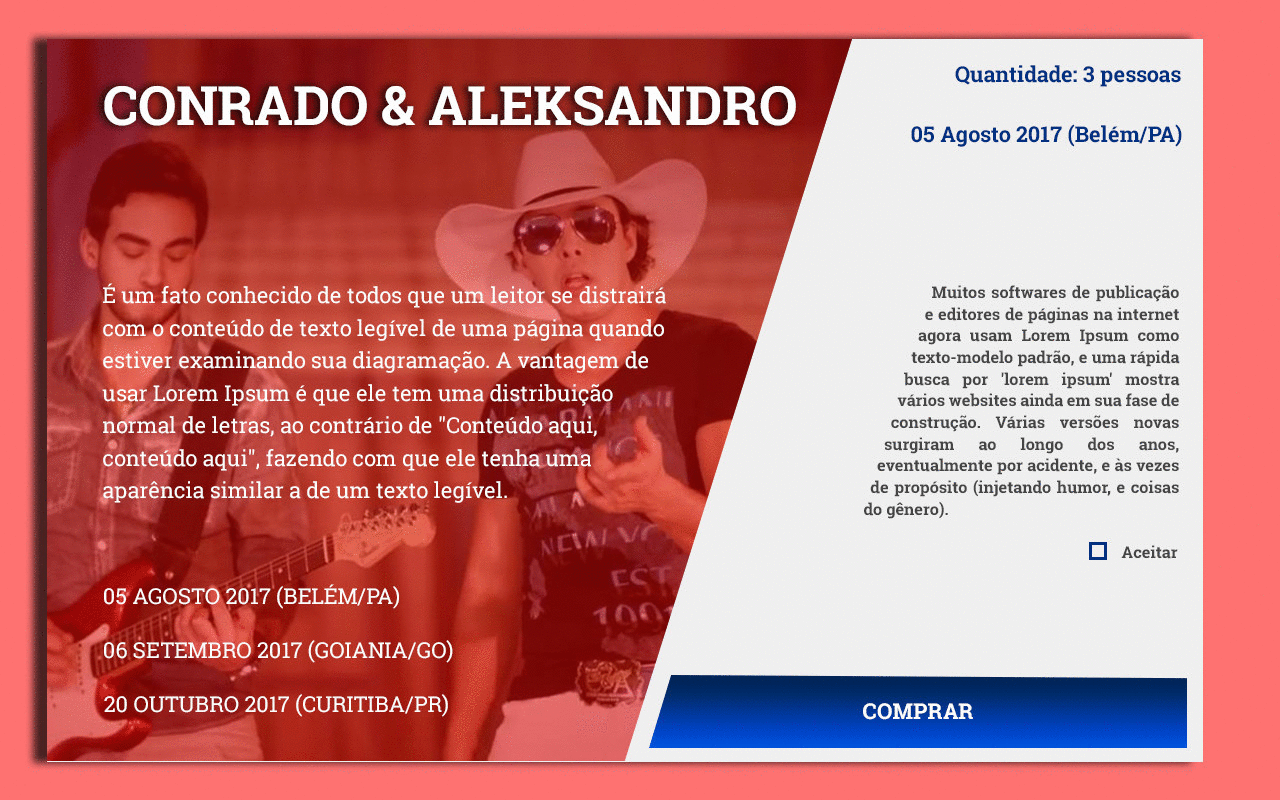 CONRADO & ALEKSANDRO
É um fato conhecido de todos que um leitor se distrairá
com o conteúdo de texto legível de uma página quando
estiver examinando sua diagramação. A vantagem de
usar Lorem Ipsum é que ele tem uma distribuição
normal de letras, ao contrário de "Conteúdo aqui,
conteúdo aqui", fazendo com que ele tenha uma
aparência similar a de um texto legível.
05 AGOSTO 2017 (BELÉM/PA)
06 SETEMBRO 2017 (GOIANIA/GO)
20 OUTUBRO 2017 (CURITIBA/PR)
Quantidade: 3 pessoas
05 Agosto 2017 (Belém/PA)
Muitos softwares de publicação
e editores de páginas na internet
agora usam Lorem Ipsum como
texto-modelo padrão, e uma rápida
busca por 'lorem ipsum' mostra
vários websites ainda em sua fase de
construção. Várias versões novas
surgiram ao longo dos anos,
eventualmente por acidente, e às vezes
de propósito (injetando humor, e coisas
do gênero).
Aceitar
COMPRAR